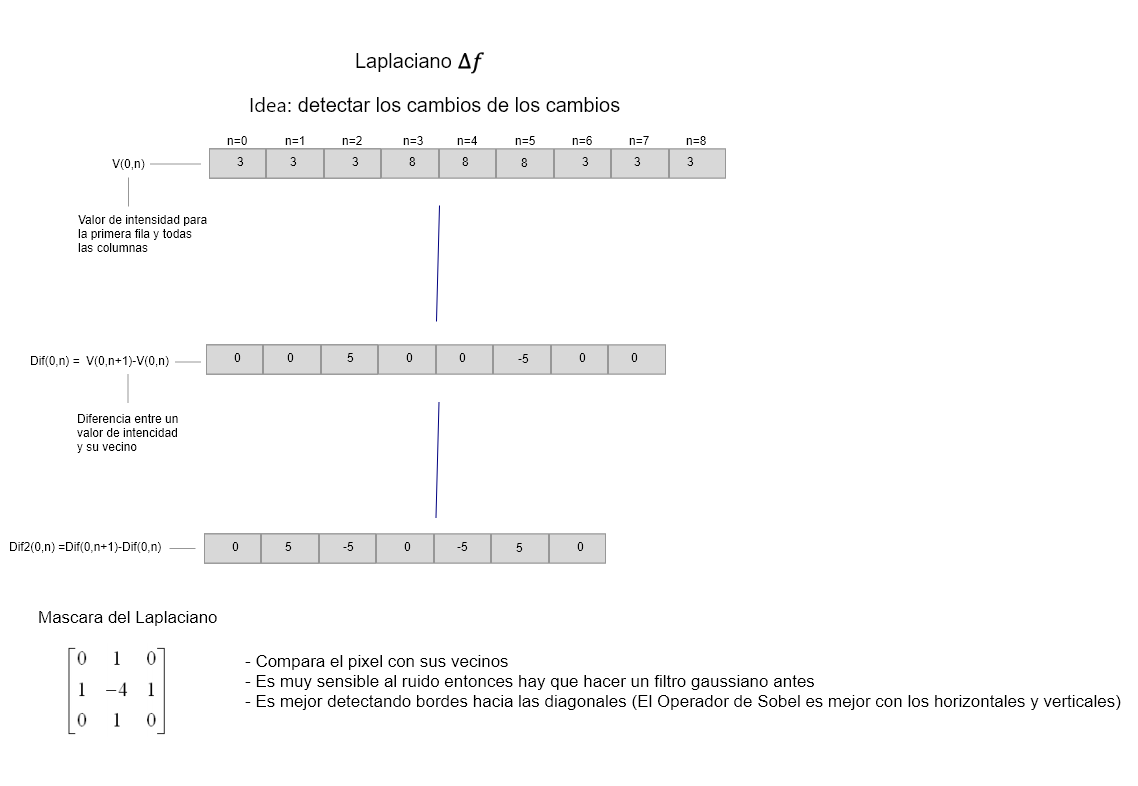 Laplaciano Δf
Idea: detectar los cambios de los cambios
n=0 n=1 n=2 n=3 n=4 n=5 n=6 n=7 n=8
V(0,n) 3 3 3 8 8 8 3 3 3
Valor de intensidad para
la primera fila y todas
las columnas
Dif(0,n) = V(0,n+1)-V(0,n) 0 0 5 0 0 -5 0 0
Diferencia entre un
valor de intencidad
y su vecino
Dif2(0,n) =Dif(0,n+1)-Dif(0,n) 0 5 -5 0 -5 5 0
Mascara del Laplaciano
0 1 0
1 −4 1
0 1 0
- Compara el pixel con sus vecinos
- Es muy sensible al ruido entonces hay que hacer un filtro gaussiano antes
- Es mejor detectando bordes hacia las diagonales (El Operador de Sobel es mejor con los horizontales y verticales)